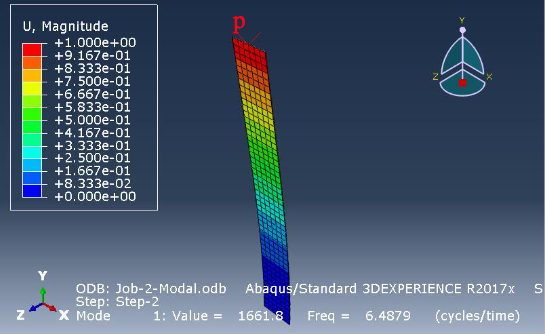 p
U, Magnitude
+1.000e+00
+9.167e-01
+8.333e-01
+7.500e-01
+6.667e-01
+5.833e-01
+5.000e-01
+4.167e-01
+3.333e-01
+2.500e-01
+1.667e-01
+8.333e-02
+0.000e+00
Y
Z X
Y
Z X
ODB: Job-2-Modal.odb Abaqus/Standard 3DEXPERIENCE R2017x S
Step: Step-2
Mode 1: Value = 1661.8 Freq = 6.4879 (cycles/time)